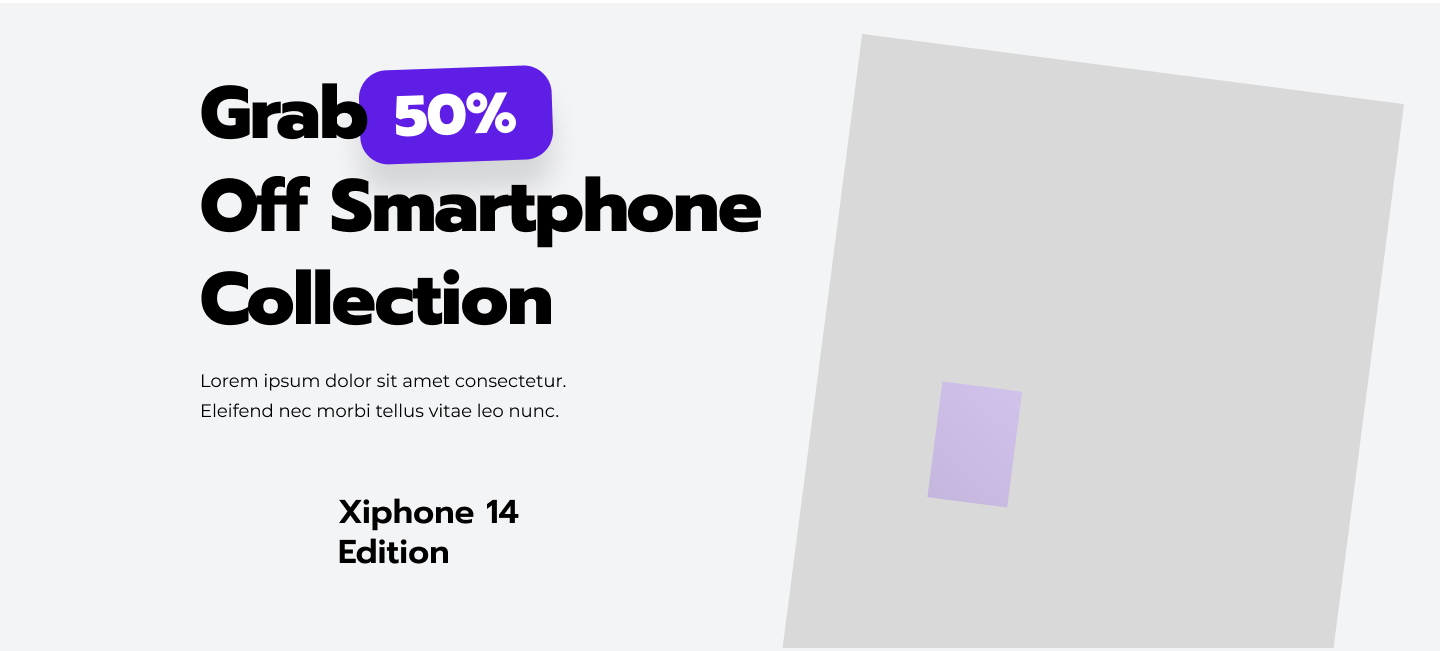 Grab 50%
Off Smartphone
Collection
Lorem ipsum dolor sit amet consectetur.
Eleifend nec morbi tellus vitae leo nunc.
Xiphone 14
Edition